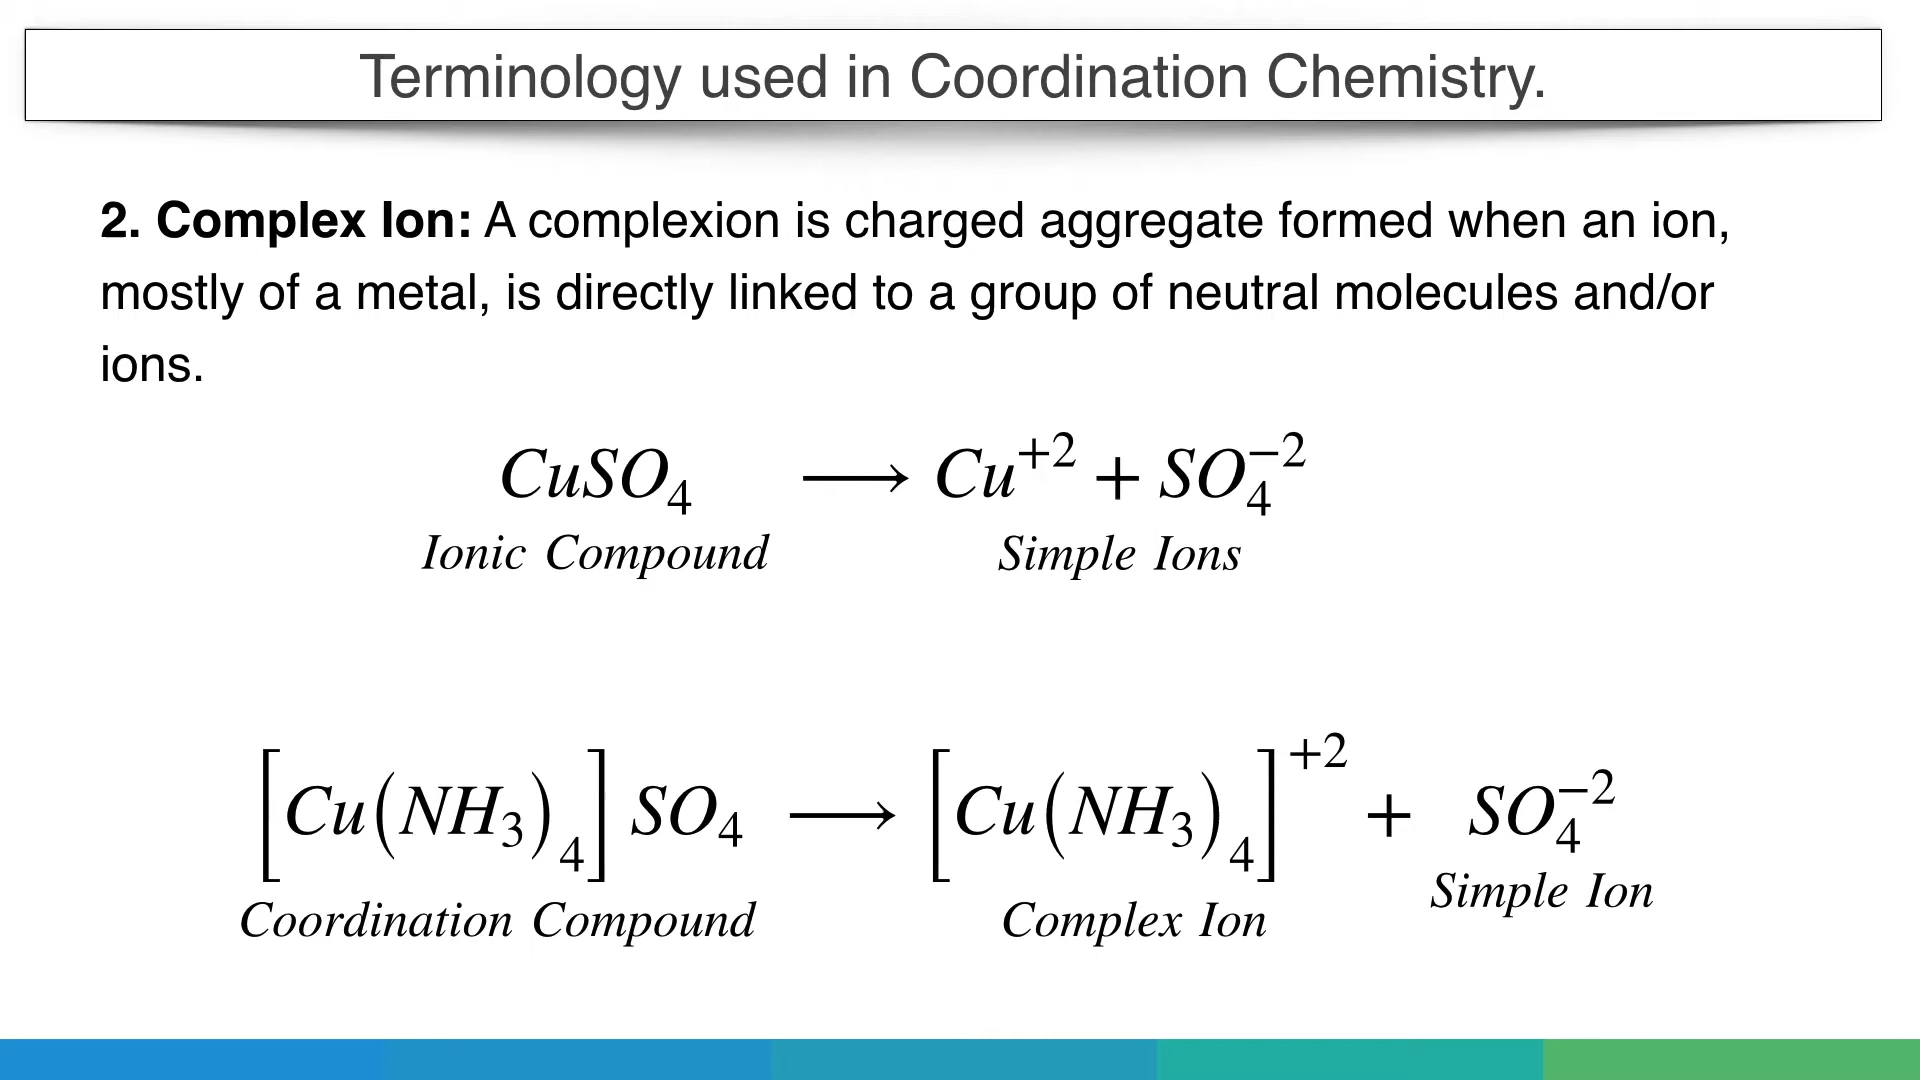 Terminology used in Coordination Chemistry.
2. Complex Ion: A complexion is charged aggregate formed when an ion,
mostly of a metal, is directly linked to a group of neutral molecules and/or
ions.
CuSO₄ ⟶ Cu⁺² + SO₄⁻²
Ionic Compound Simple Ions
[Cu(NH₃)₄] SO₄ ⟶ [Cu(NH₃)₄]⁺² + SO₄⁻²
Coordination Compound Complex Ion Simple Ion